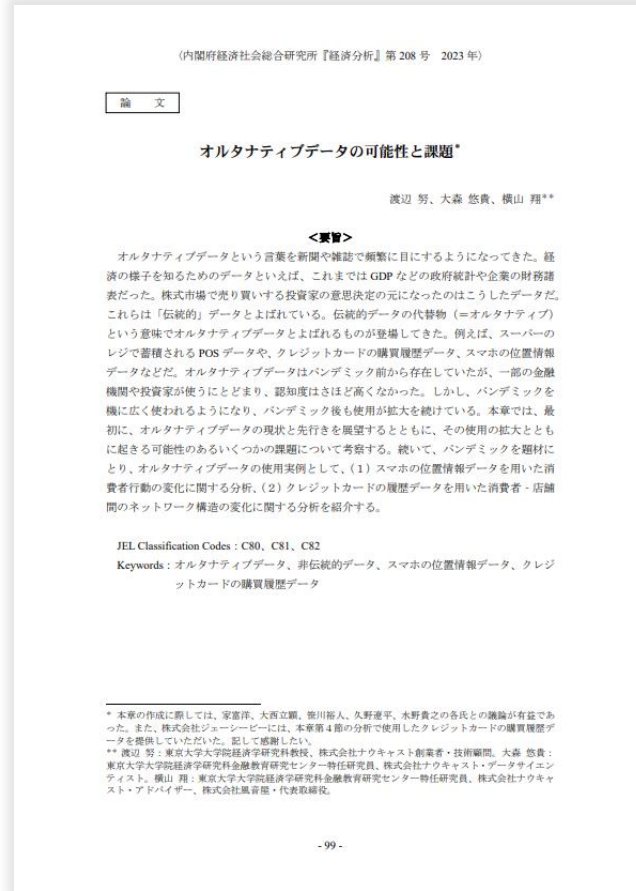 (内閣府経済社会総合研究所『経済分析』第 208 号 2023 年)
論 文
オルタナティブデータの可能性と課題*
渡辺 努、大森 悠貴、横山 翔**
<要旨>
オルタナティブデータという言葉を新聞や雑誌で頻繁に目にするようになってきた。経
済の様子を知るためのデータといえば、これまでは GDP などの政府統計や企業の財務諸
表だった。株式市場で売り買いする投資家の意思決定の元になったのはこうしたデータだ。
これらは「伝統的」データとよばれている。伝統的データの代替物(=オルタナティブ)
という意味でオルタナティブデータとよばれるものが登場してきた。例えば、スーパーの
レジで蓄積される POS データや、クレジットカードの購買履歴データ、スマホの位置情報
データなどだ。オルタナティブデータはパンデミック前から存在していたが、一部の金融
機関や投資家が使うにとどまり、認知度はさほど高くなかった。しかし、パンデミックを
機に広く使われるようになり、パンデミック後も使用が拡大を続けている。本章では、最
初に、オルタナティブデータの現状と先行きを展望するとともに、その使用の拡大ととも
に起きる可能性のあるいくつかの課題について考察する。続いて、パンデミックを題材に
とり、オルタナティブデータの使用実例として、(1)スマホの位置情報データを用いた消
費者行動の変化に関する分析、(2)クレジットカードの履歴データを用いた消費者‐店舗
間のネットワーク構造の変化に関する分析を紹介する。
JEL Classification Codes:C80、C81、C82
Keywords:オルタナティブデータ、非伝統的データ、スマホの位置情報データ、クレジ
ットカードの購買履歴データ
* 本章の作成に際しては、家富洋、大西立顕、笹川裕人、久野遼平、水野貴之の各氏との議論が有益であ
った。また、株式会社ジェーシービーには、本章第4節の分析で使用したクレジットカードの購買履歴デ
ータを提供していただいた。記して感謝したい。
** 渡辺 努:東京大学大学院経済学研究科教授、株式会社ナウキャスト創業者・技術顧問。大森 悠貴:
東京大学大学院経済学研究科金融教育研究センター特任研究員、株式会社ナウキャスト・データサイエン
ティスト。横山 翔:東京大学大学院経済学研究科金融教育研究センター特任研究員、株式会社ナウキャ
スト・アドバイザー、株式会社風音屋・代表取締役。
- 99 -